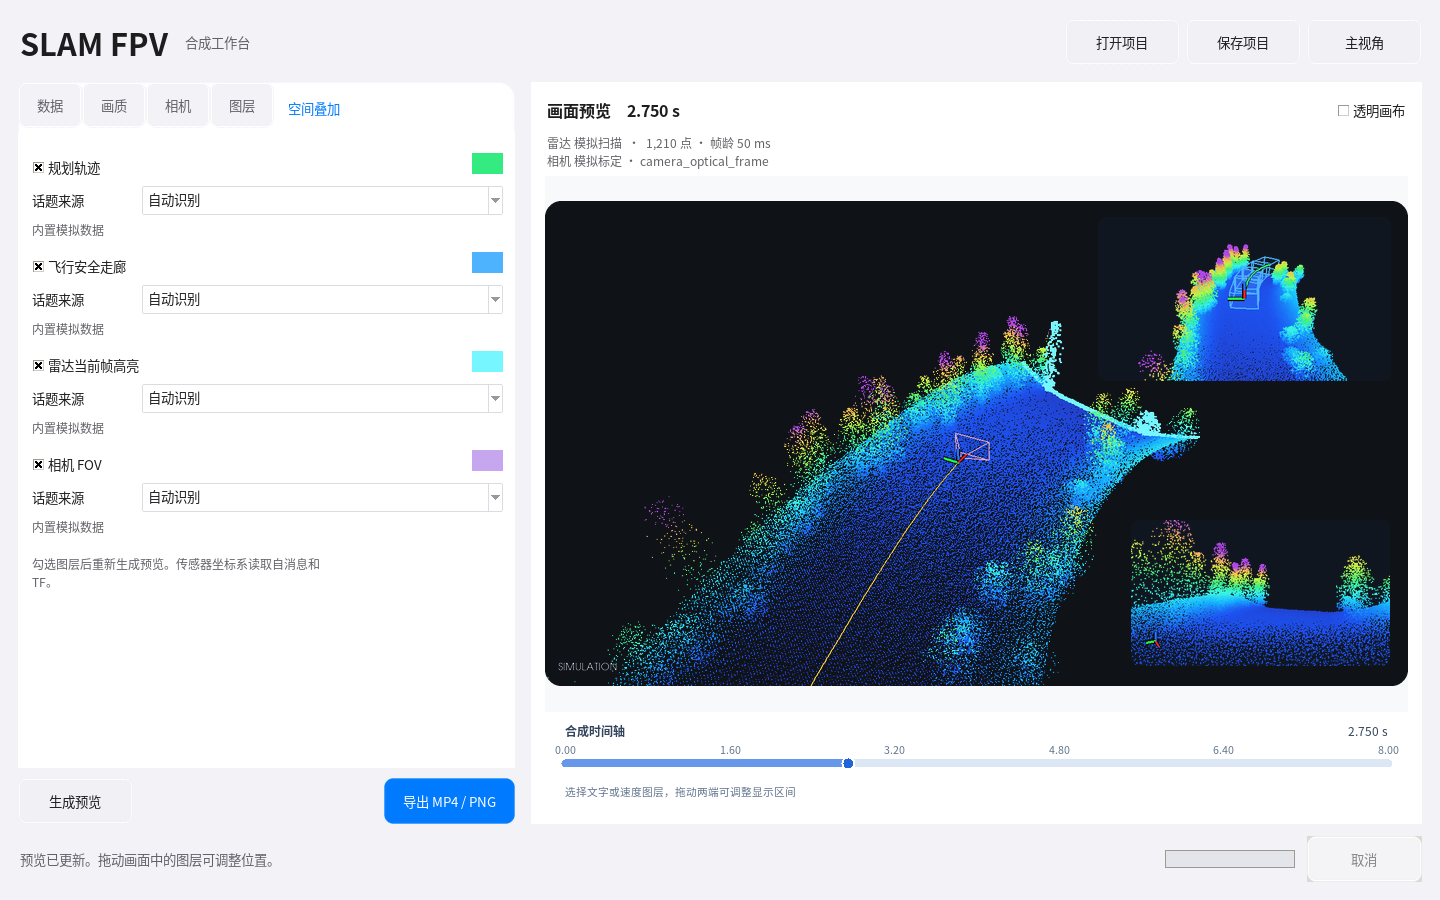 SLAM FPV 合成工作台
打开项目 保存项目 主视角
数据 画质 相机 图层 空间叠加
规划轨迹
话题来源 自动识别
内置模拟数据
飞行安全走廊
话题来源 自动识别
内置模拟数据
雷达当前帧高亮
话题来源 自动识别
内置模拟数据
相机 FOV
话题来源 自动识别
内置模拟数据
勾选图层后重新生成预览。传感器坐标系读取自消息和
TF。
生成预览 导出 MP4 / PNG
画面预览 2.750 s 透明画布
雷达 模拟扫描 · 1,210 点 · 帧龄 50 ms
相机 模拟标定 · camera_optical_frame
SIMULATION
合成时间轴 2.750 s
0.00 1.60 3.20 4.80 6.40 8.00
选择文字或速度图层，拖动两端可调整显示区间
预览已更新。拖动画面中的图层可调整位置。
取消